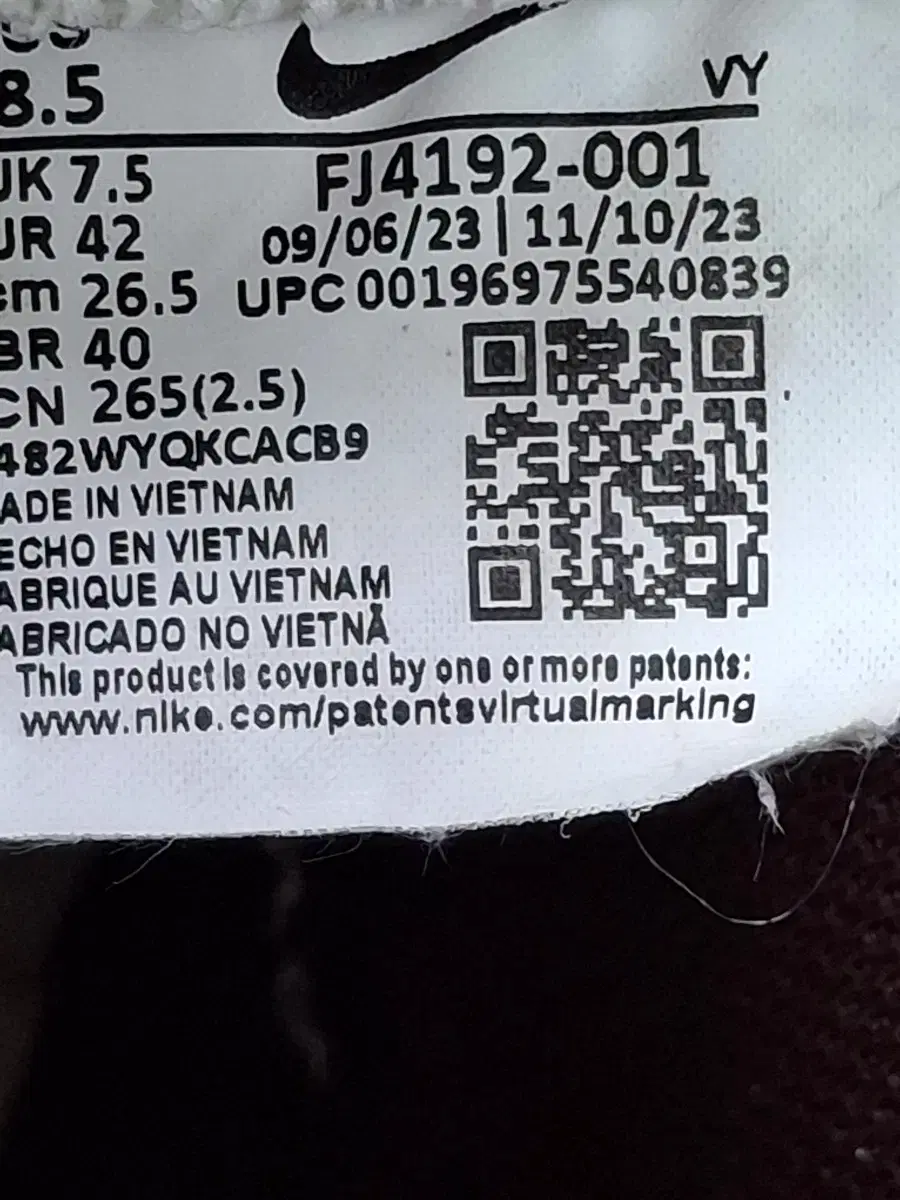 8.5
VY
UK 7.5
FJ4192-001
UR 42
09/06/23 | 11/10/23
cm 26.5
UPC 00196975540839
BR 40
CN 265(2.5)
482WYQKCACB9
ADE IN VIETNAM
ECHO EN VIETNAM
ABRIQUE AU VIETNAM
ABRICADO NO VIETNÃ
This product is covered by one or more patents:
www.nike.com/patentsvirtualmarking